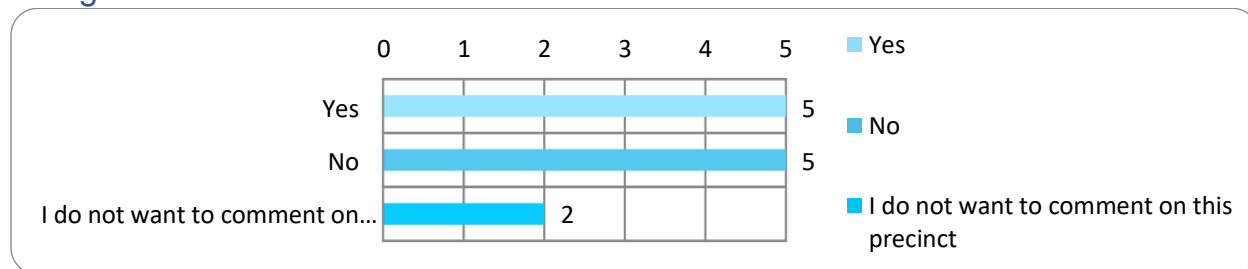 0 1 2 3 4 5
Yes 5
No 5
I do not want to comment on... 2
Yes
No
I do not want to comment on this
precinct